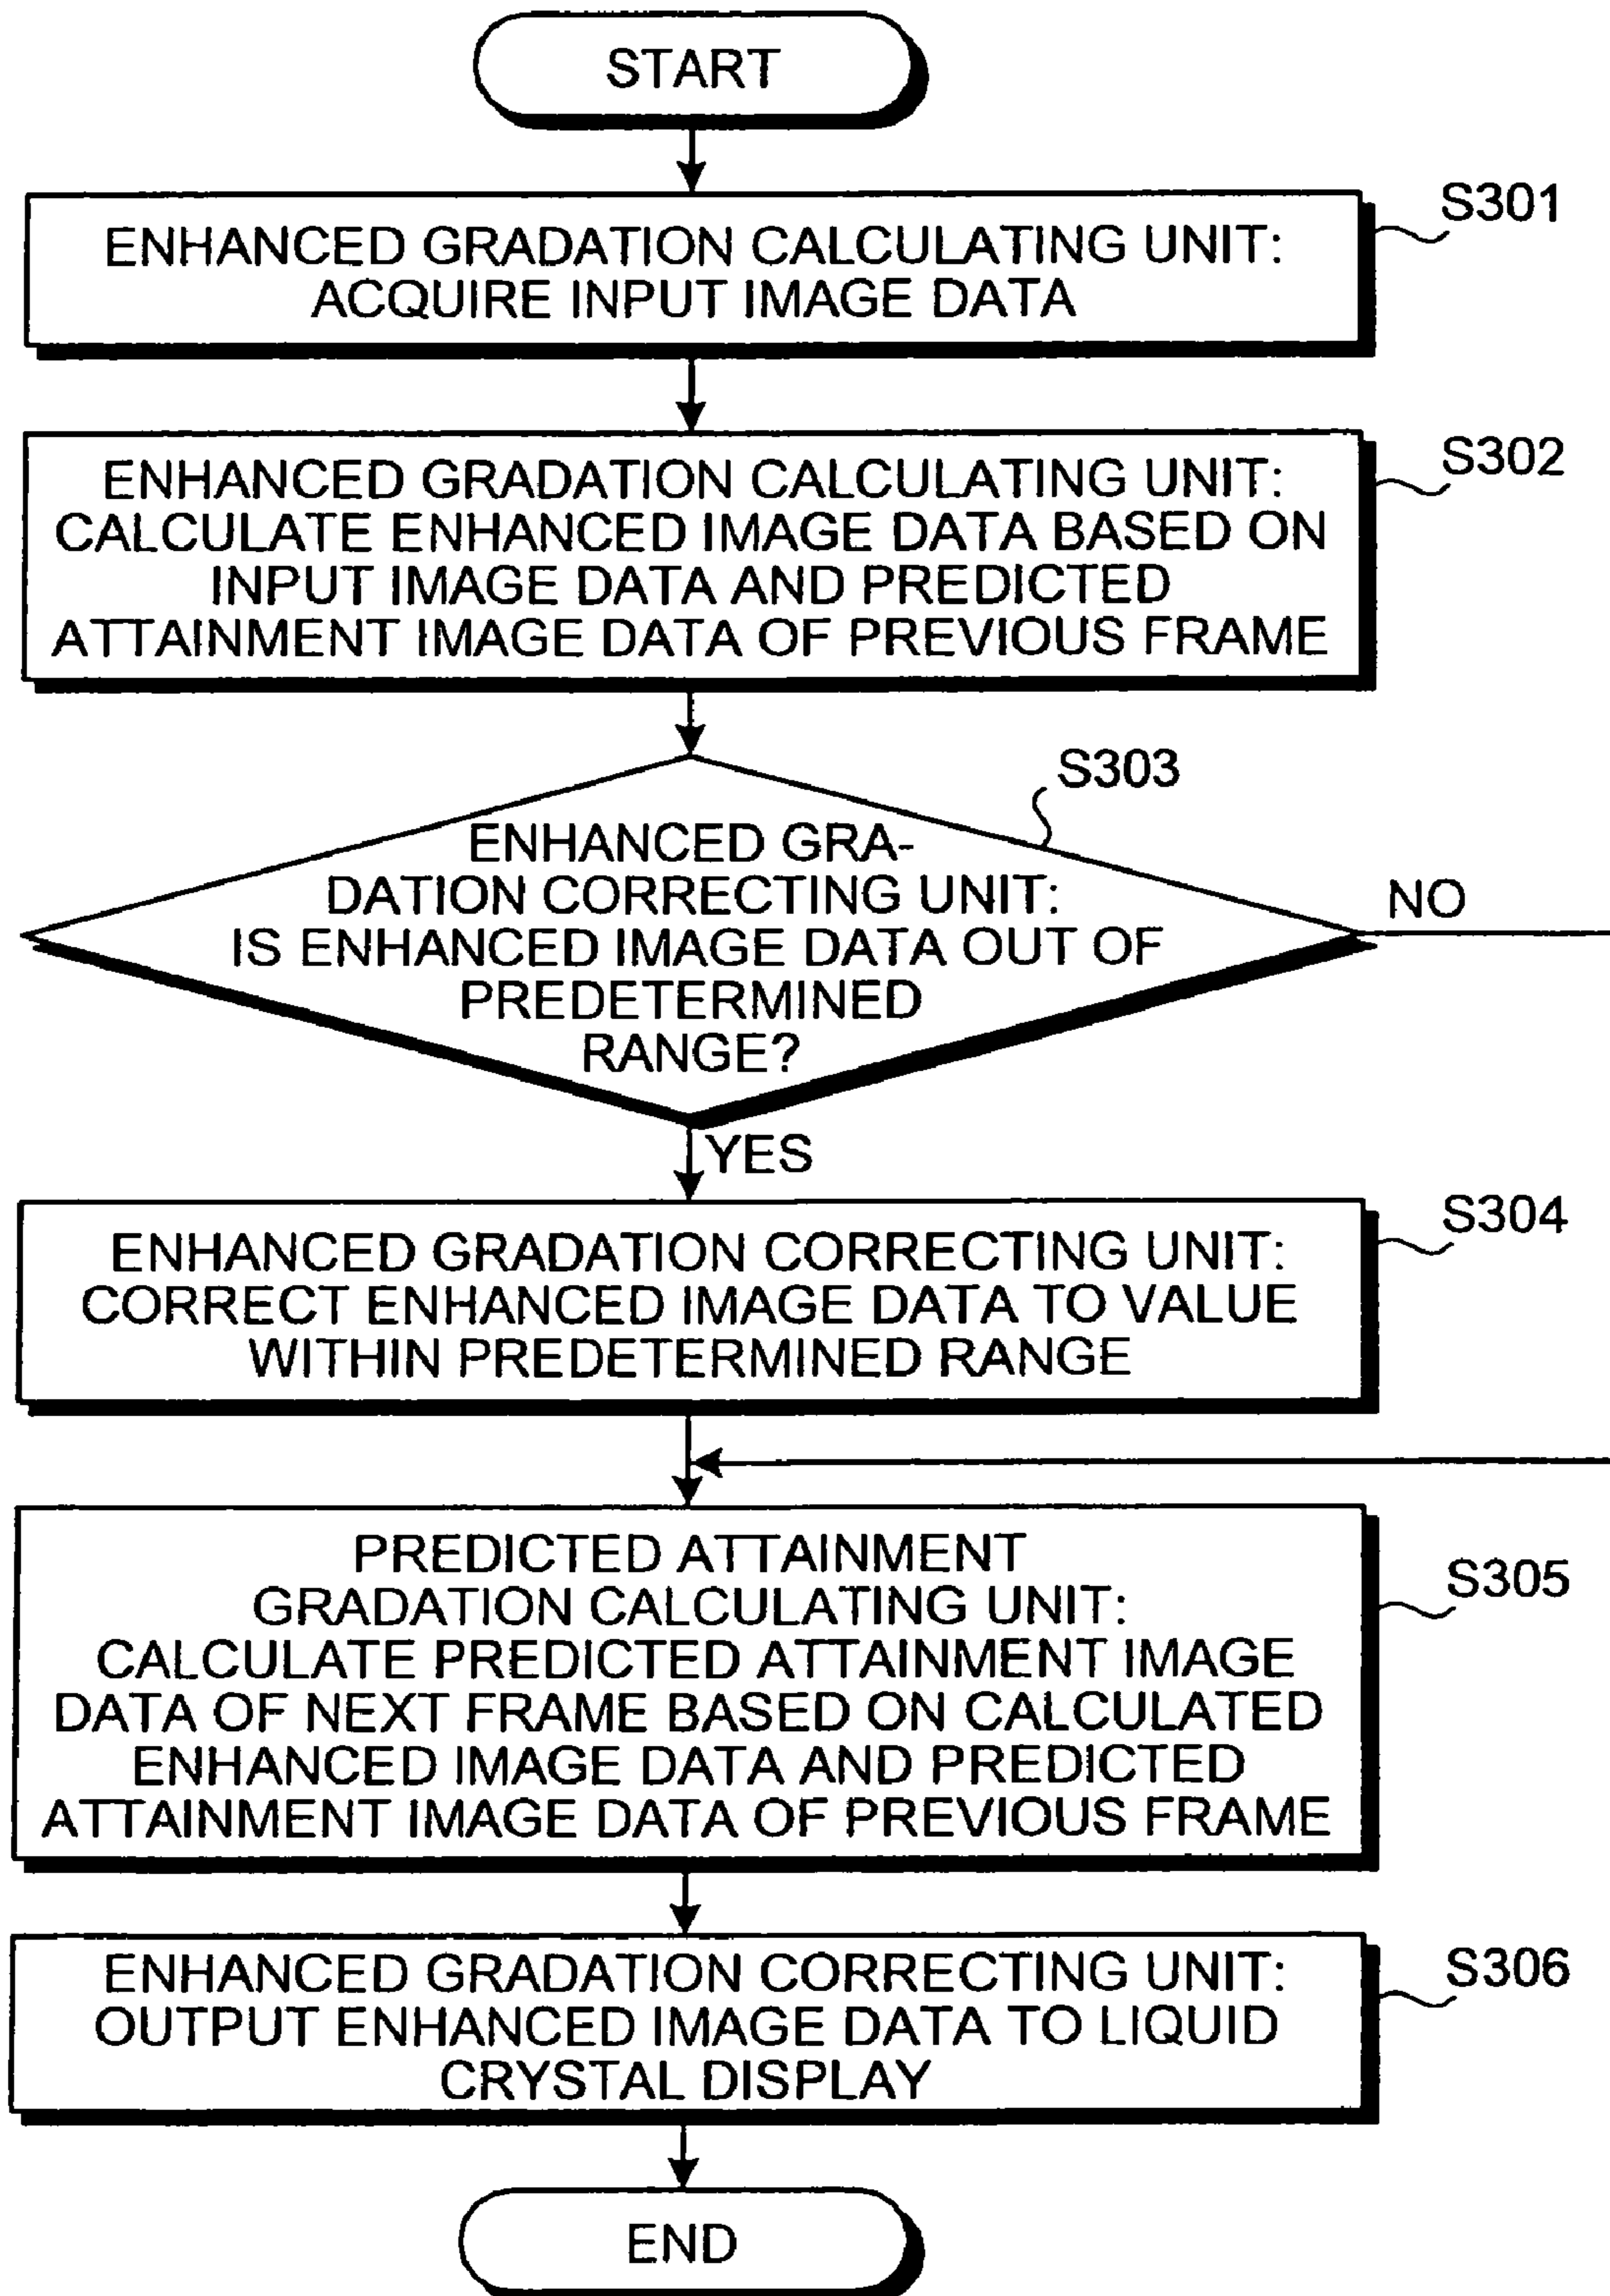 START
S301
ENHANCED GRADATION CALCULATING UNIT:
ACQUIRE INPUT IMAGE DATA
S302
ENHANCED GRADATION CALCULATING UNIT:
CALCULATE ENHANCED IMAGE DATA BASED ON
INPUT IMAGE DATA AND PREDICTED
ATTAINMENT IMAGE DATA OF PREVIOUS FRAME
S303
ENHANCED GRA-
DATION CORRECTING UNIT:
IS ENHANCED IMAGE DATA OUT OF
PREDETERMINED
RANGE?
NO
YES
S304
ENHANCED GRADATION CORRECTING UNIT:
CORRECT ENHANCED IMAGE DATA TO VALUE
WITHIN PREDETERMINED RANGE
S305
PREDICTED ATTAINMENT
GRADATION CALCULATING UNIT:
CALCULATE PREDICTED ATTAINMENT IMAGE
DATA OF NEXT FRAME BASED ON CALCULATED
ENHANCED IMAGE DATA AND PREDICTED
ATTAINMENT IMAGE DATA OF PREVIOUS FRAME
S306
ENHANCED GRADATION CORRECTING UNIT:
OUTPUT ENHANCED IMAGE DATA TO LIQUID
CRYSTAL DISPLAY
END